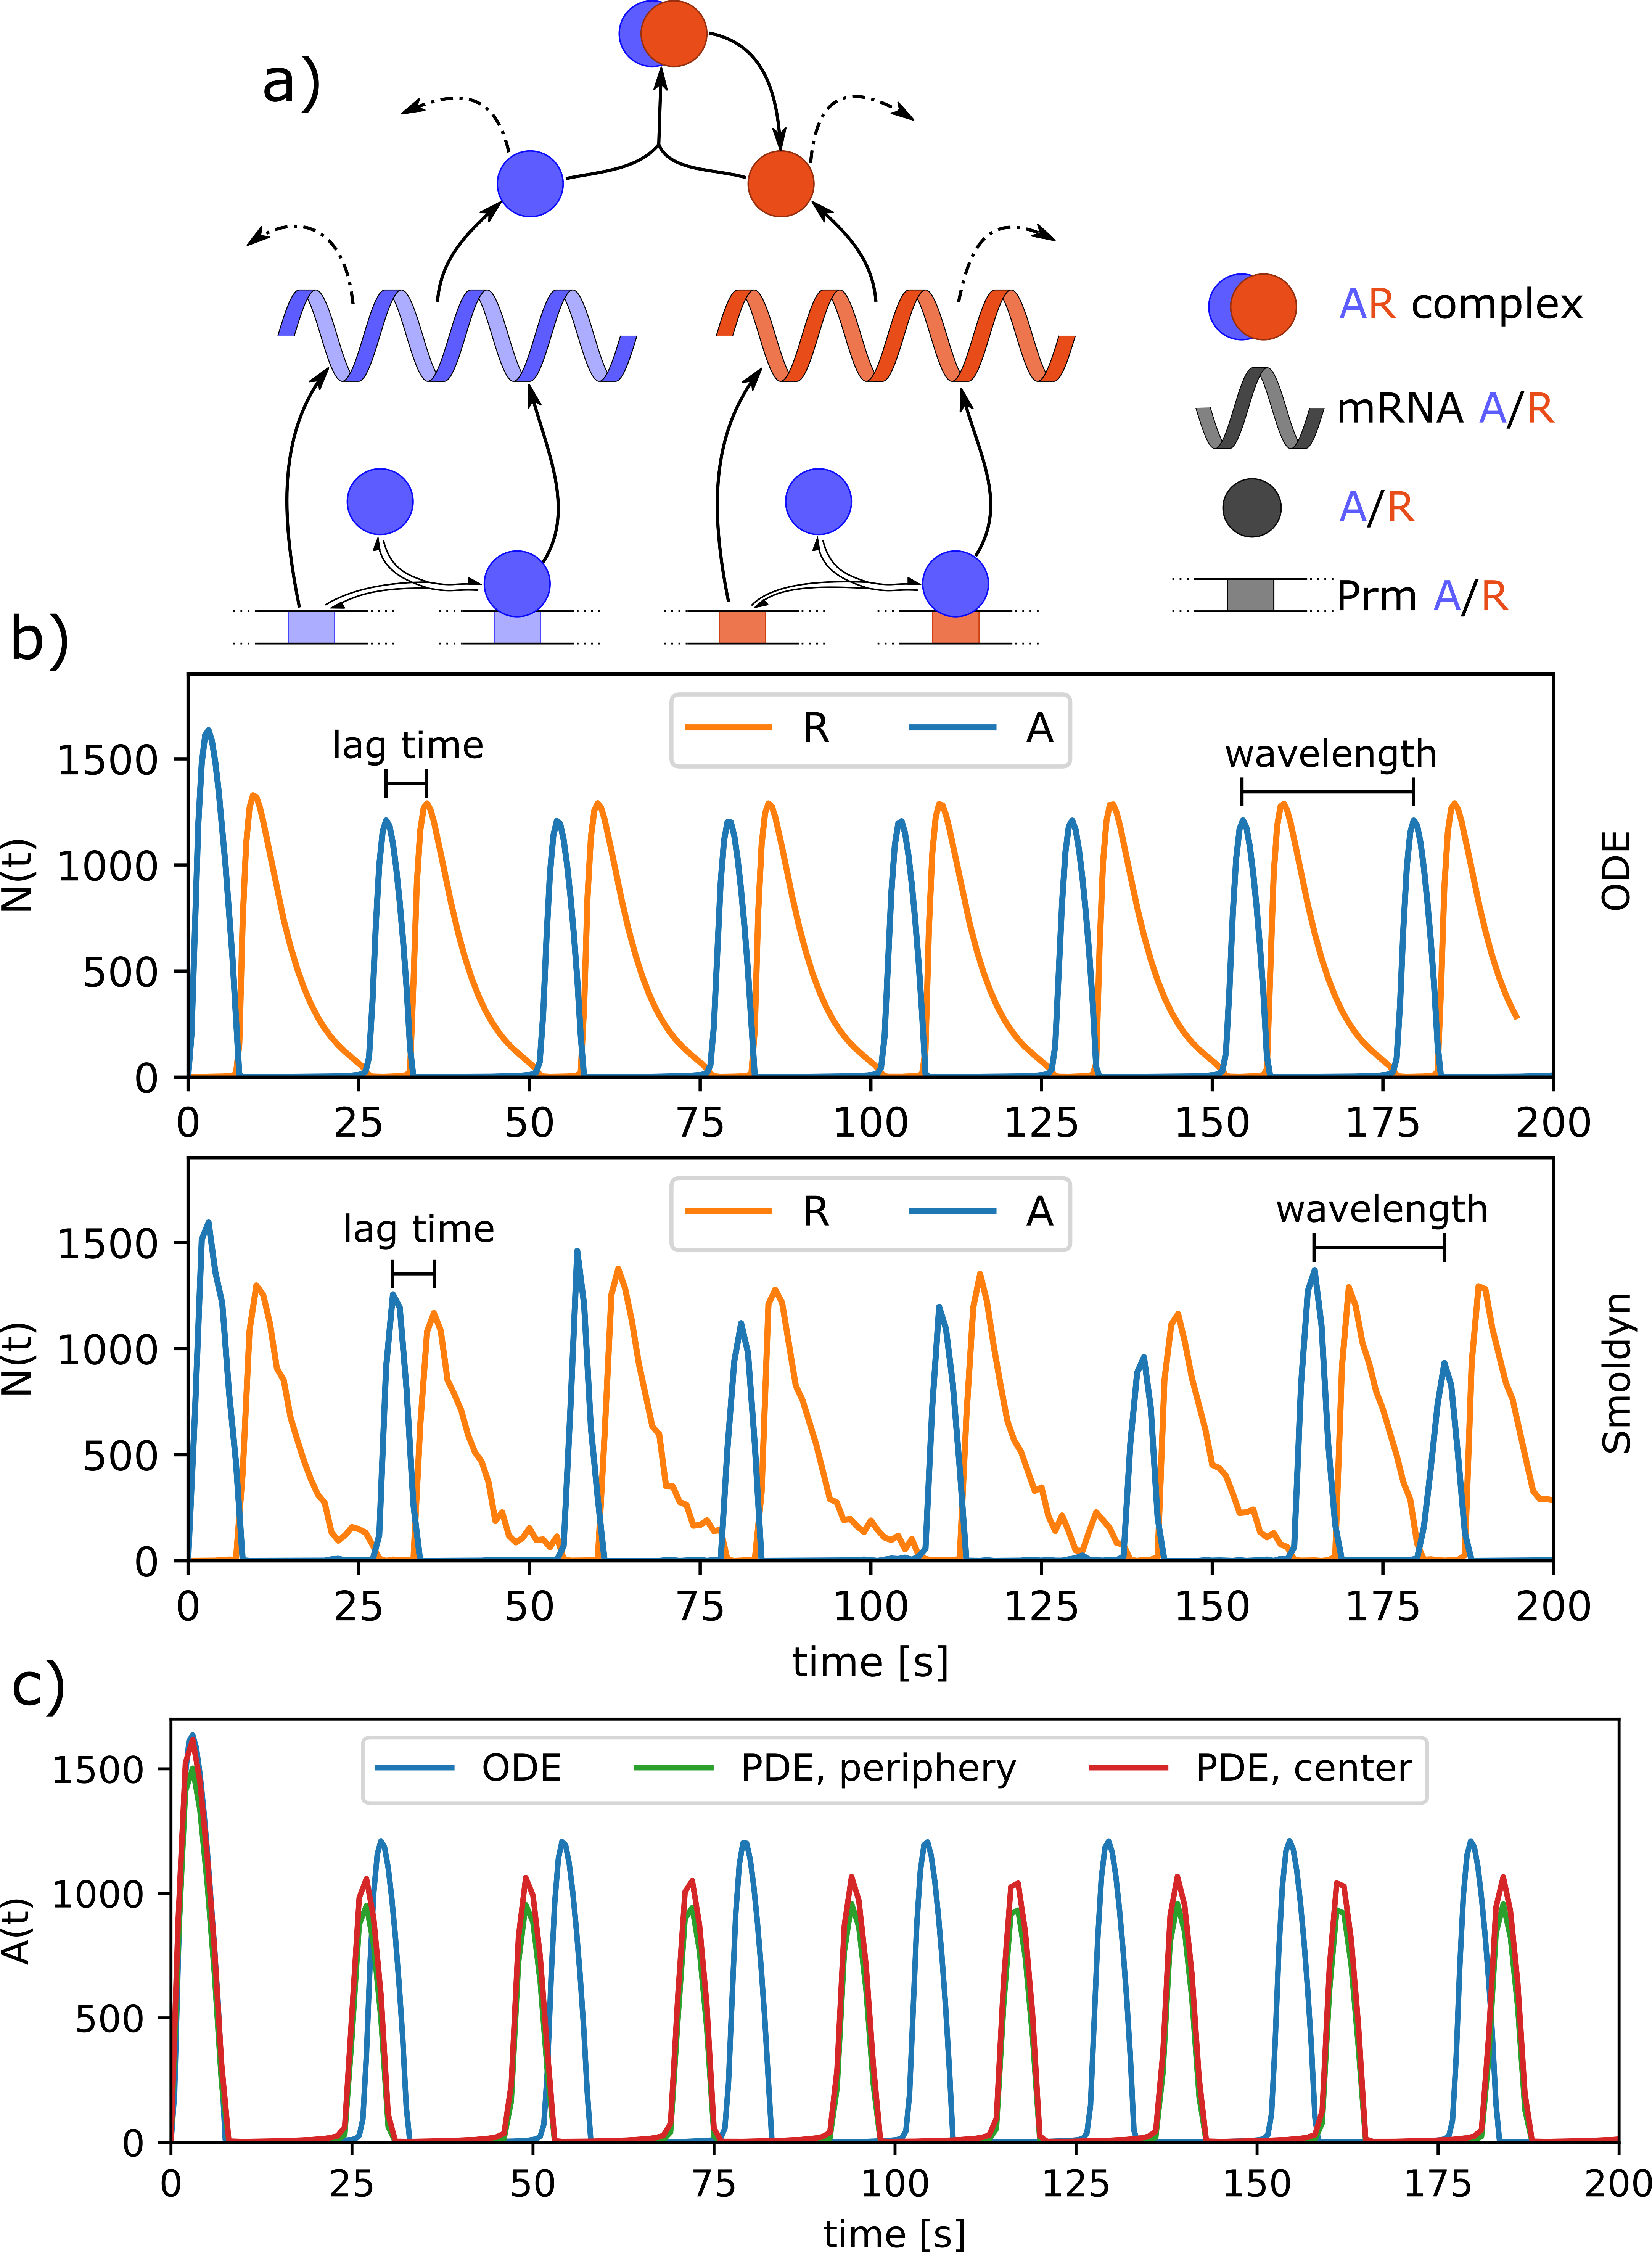 a)
AR complex
mRNA A/R
A/R
Prm A/R
b)
R A
lag time
wavelength
N(t)
1500
1000
500
0
0 25 50 75 100 125 150 175 200
ODE
R A
lag time
wavelength
N(t)
1500
1000
500
0
0 25 50 75 100 125 150 175 200
Smoldyn
time [s]
c)
ODE PDE, periphery PDE, center
A(t)
1500
1000
500
0
0 25 50 75 100 125 150 175 200
time [s]